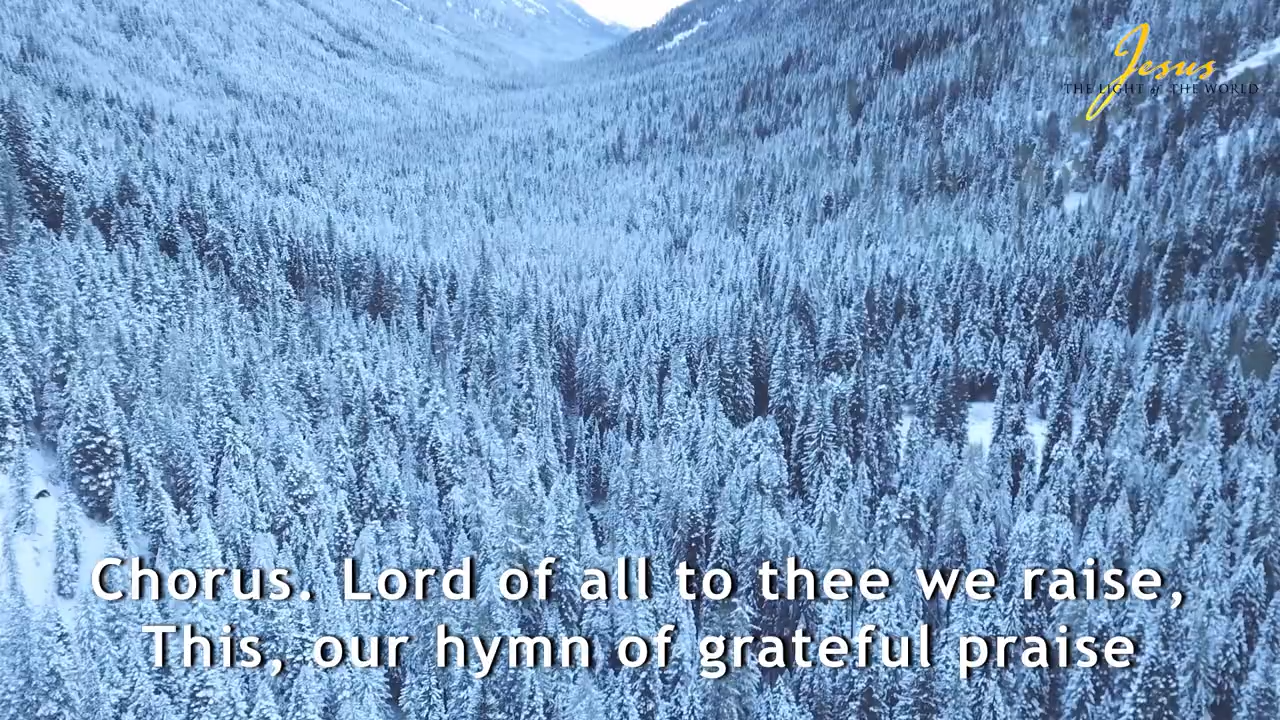 Jesus
THE LIGHT of THE WORLD
Chorus. Lord of all to thee we raise,
This, our hymn of grateful praise